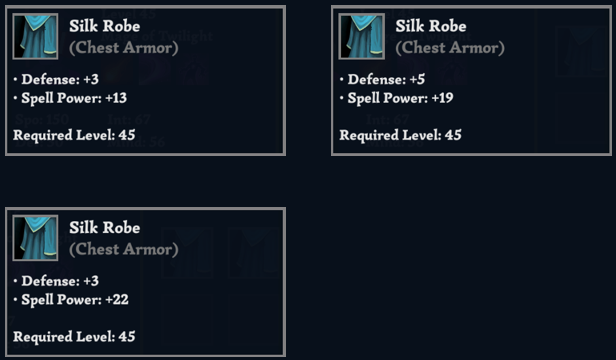 Silk Robe
(Chest Armor)
• Defense: +3
• Spell Power: +13
Required Level: 45
Silk Robe
(Chest Armor)
• Defense: +5
• Spell Power: +19
Required Level: 45
Silk Robe
(Chest Armor)
• Defense: +3
• Spell Power: +22
Required Level: 45